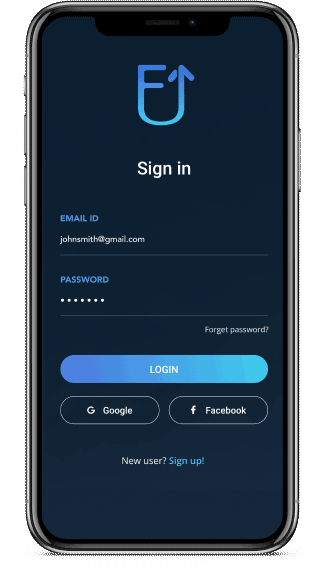 Sign in
EMAIL ID
johnsmith@gmail.com
PASSWORD
Forget password?
LOGIN
G Google
f Facebook
New user? Sign up!